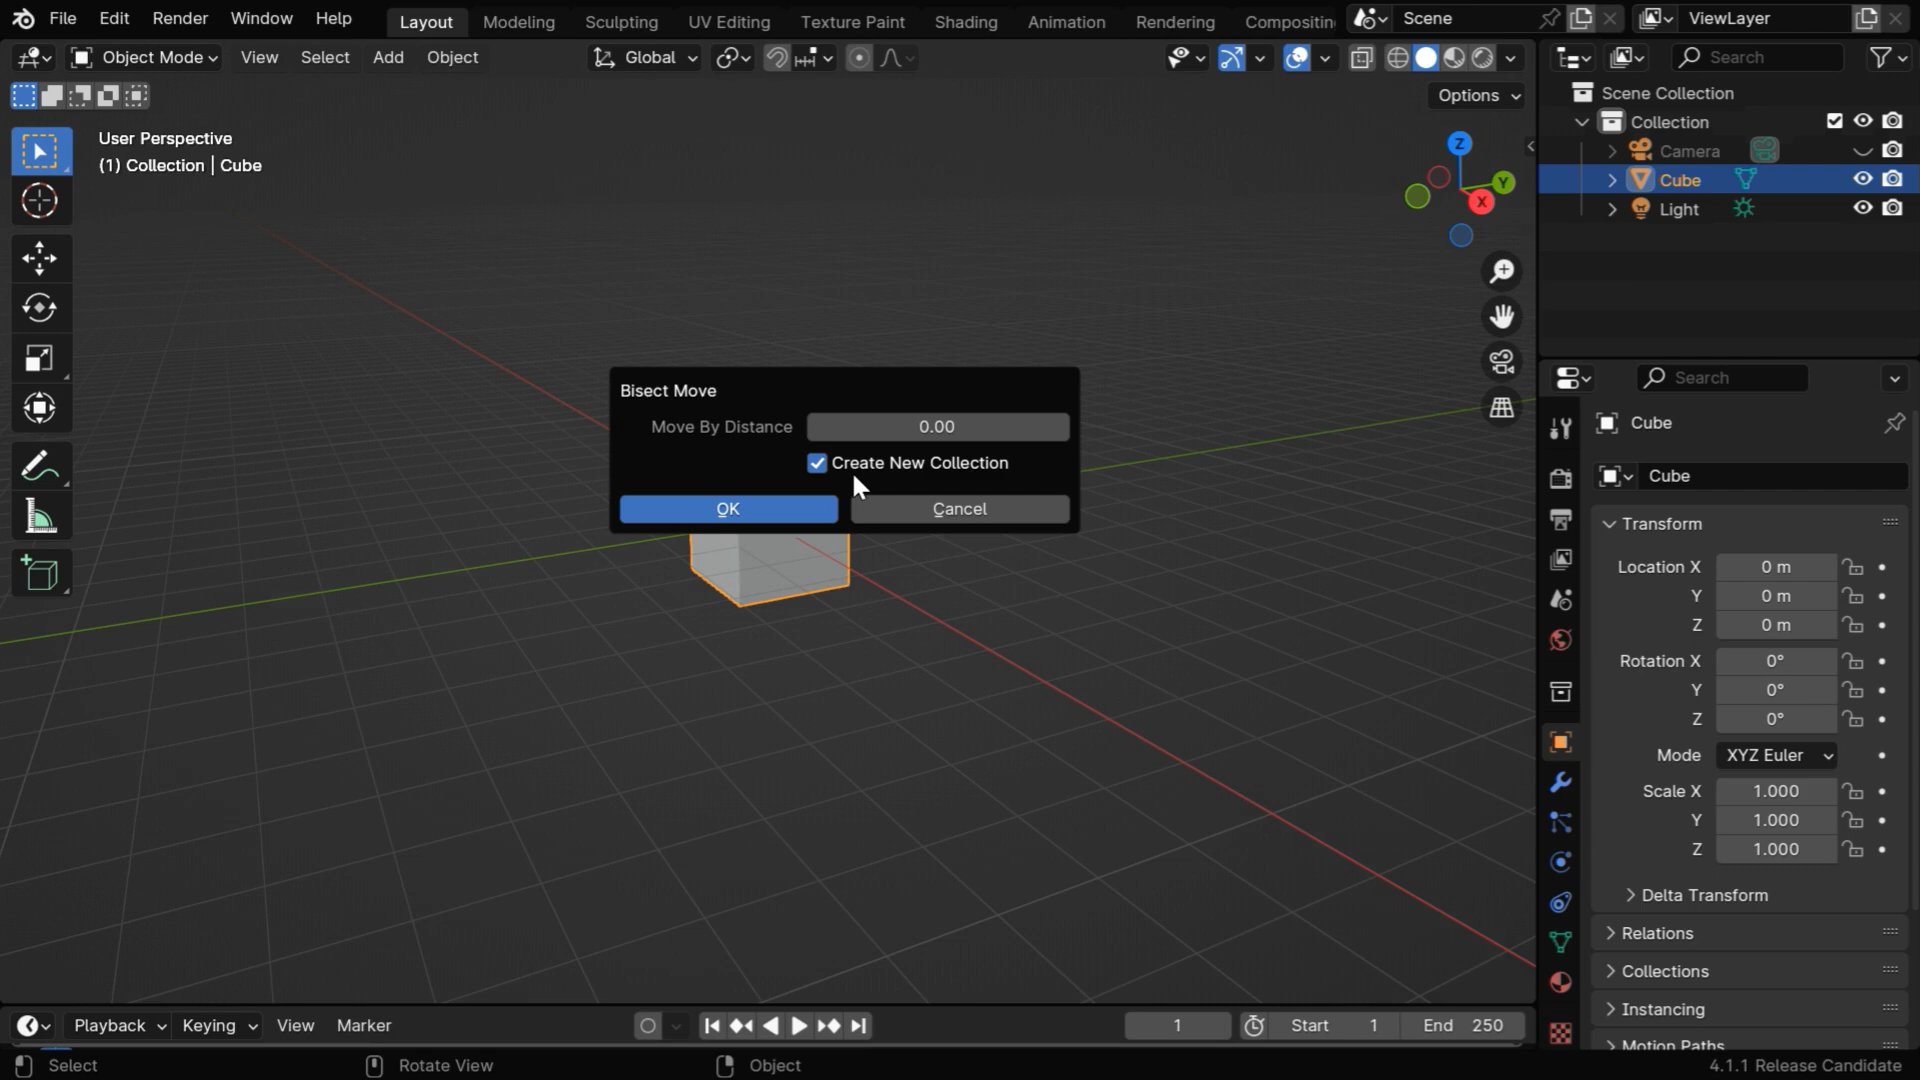 File Edit Render Window Help Layout Modeling Sculpting UV Editing Texture Paint Shading Animation Rendering Compositin Scene ViewLayer
Object Mode View Select Add Object Global Search
Options
User Perspective
(1) Collection | Cube
Z
Y
X
Scene Collection
Collection
Camera
Cube
Light
Bisect Move
Move By Distance 0.00
Create New Collection
OK Cancel
Search
Cube
Cube
Transform
Location X 0 m
Y 0 m
Z 0 m
Rotation X 0°
Y 0°
Z 0°
Mode XYZ Euler
Scale X 1.000
Y 1.000
Z 1.000
Delta Transform
Relations
Collections
Instancing
Motion Paths
Playback Keying View Marker 1 Start 1 End 250
Select Rotate View Object 4.1.1 Release Candidate